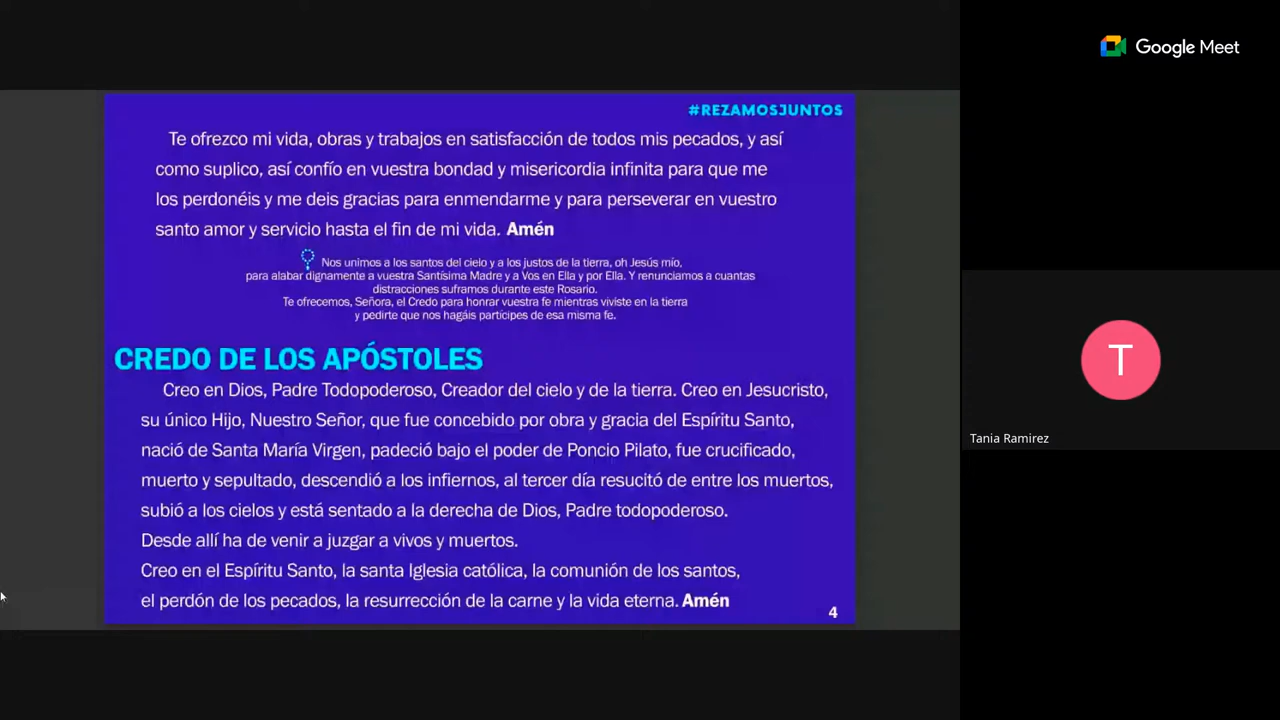 Google Meet
#REZAMOSJUNTOS
Te ofrezco mi vida, obras y trabajos en satisfacción de todos mis pecados, y así
como suplico, así confío en vuestra bondad y misericordia infinita para que me
los perdonéis y me deis gracias para enmendarme y para perseverar en vuestro
santo amor y servicio hasta el fin de mi vida. Amén
Nos unimos a los santos del cielo y a los justos de la tierra, oh Jesús mío,
para alabar dignamente a vuestra Santísima Madre y a Vos en Ella y por Ella. Y renunciamos a cuantas
distracciones suframos durante este Rosario.
Te ofrecemos, Señora, el Credo para honrar vuestra fe mientras viviste en la tierra
y pedirte que nos hagáis partícipes de esa misma fe.
CREDO DE LOS APÓSTOLES
Creo en Dios, Padre Todopoderoso, Creador del cielo y de la tierra. Creo en Jesucristo,
su único Hijo, Nuestro Señor, que fue concebido por obra y gracia del Espíritu Santo,
nació de Santa María Virgen, padeció bajo el poder de Poncio Pilato, fue crucificado,
muerto y sepultado, descendió a los infiernos, al tercer día resucitó de entre los muertos,
subió a los cielos y está sentado a la derecha de Dios, Padre todopoderoso.
Desde allí ha de venir a juzgar a vivos y muertos.
Creo en el Espíritu Santo, la santa Iglesia católica, la comunión de los santos,
el perdón de los pecados, la resurrección de la carne y la vida eterna. Amén
4
T
Tania Ramirez